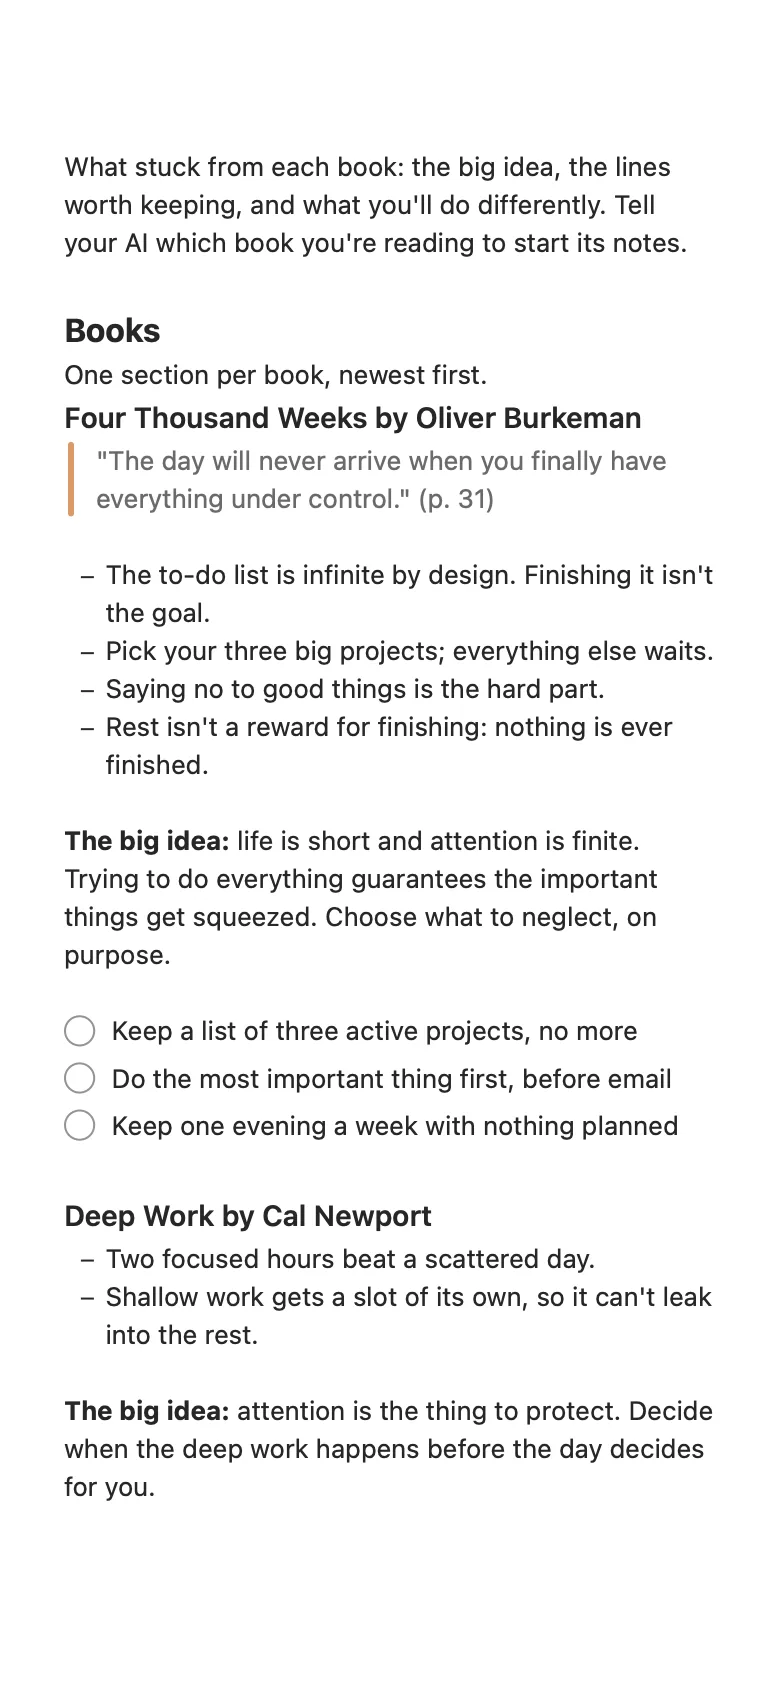 What stuck from each book: the big idea, the lines
worth keeping, and what you'll do differently. Tell
your AI which book you're reading to start its notes.
Books
One section per book, newest first.
Four Thousand Weeks by Oliver Burkeman
"The day will never arrive when you finally have
everything under control." (p. 31)
– The to-do list is infinite by design. Finishing it isn't
the goal.
– Pick your three big projects; everything else waits.
– Saying no to good things is the hard part.
– Rest isn't a reward for finishing: nothing is ever
finished.
The big idea: life is short and attention is finite.
Trying to do everything guarantees the important
things get squeezed. Choose what to neglect, on
purpose.
Keep a list of three active projects, no more
Do the most important thing first, before email
Keep one evening a week with nothing planned
Deep Work by Cal Newport
– Two focused hours beat a scattered day.
– Shallow work gets a slot of its own, so it can't leak
into the rest.
The big idea: attention is the thing to protect. Decide
when the deep work happens before the day decides
for you.